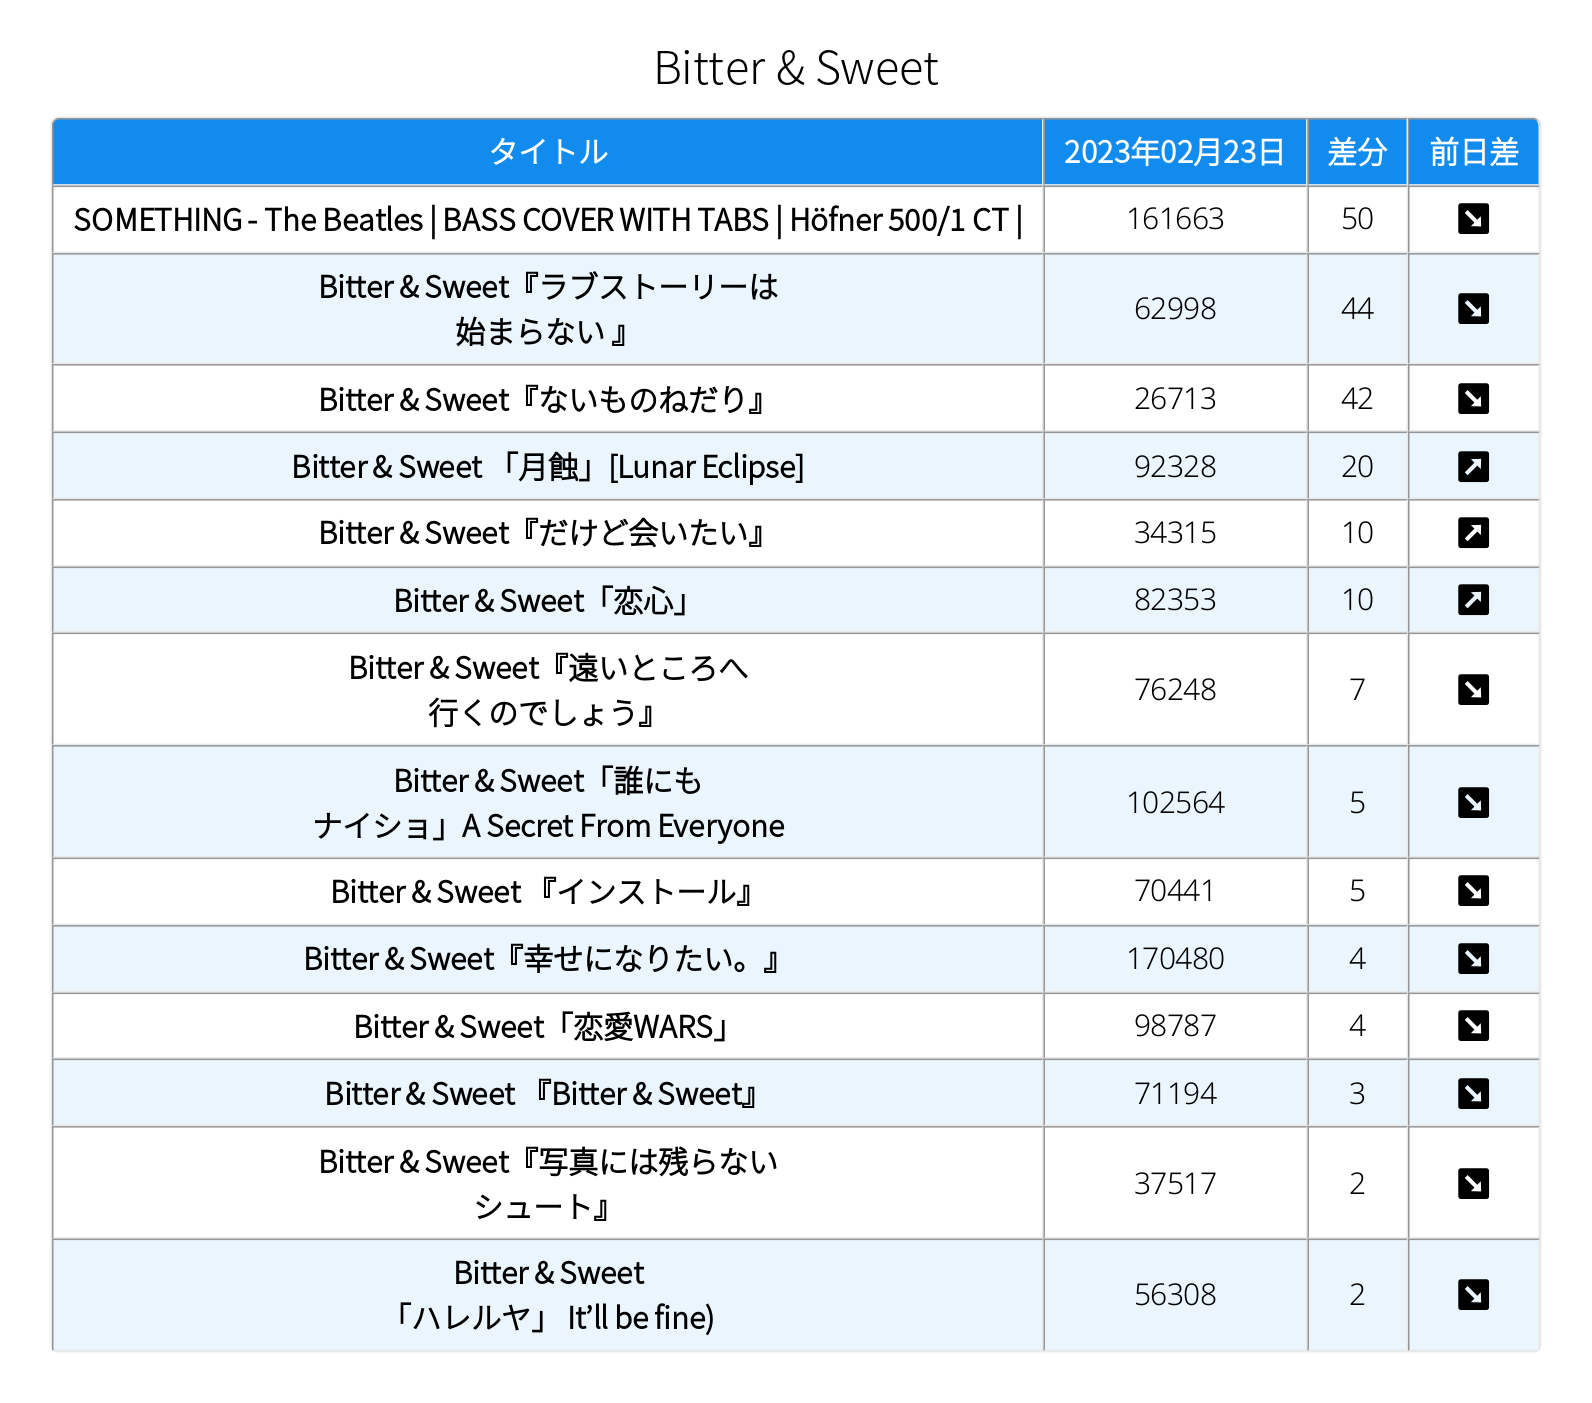 Bitter & Sweet
タイトル 2023年02月23日 差分 前日差
SOMETHING - The Beatles | BASS COVER WITH TABS | Höfner 500/1 CT | 161663 50 ↘
Bitter & Sweet『ラブストーリーは
始まらない 』 62998 44 ↘
Bitter & Sweet『ないものねだり』 26713 42 ↘
Bitter & Sweet 「月蝕」[Lunar Eclipse] 92328 20 ↗
Bitter & Sweet『だけど会いたい』 34315 10 ↗
Bitter & Sweet「恋心」 82353 10 ↗
Bitter & Sweet『遠いところへ
行くのでしょう』 76248 7 ↘
Bitter & Sweet「誰にも
ナイショ」A Secret From Everyone 102564 5 ↘
Bitter & Sweet 『インストール』 70441 5 ↘
Bitter & Sweet『幸せになりたい。』 170480 4 ↘
Bitter & Sweet「恋愛WARS」 98787 4 ↘
Bitter & Sweet 『Bitter & Sweet』 71194 3 ↘
Bitter & Sweet『写真には残らない
シュート』 37517 2 ↘
Bitter & Sweet
「ハレルヤ」 It’ll be fine) 56308 2 ↘